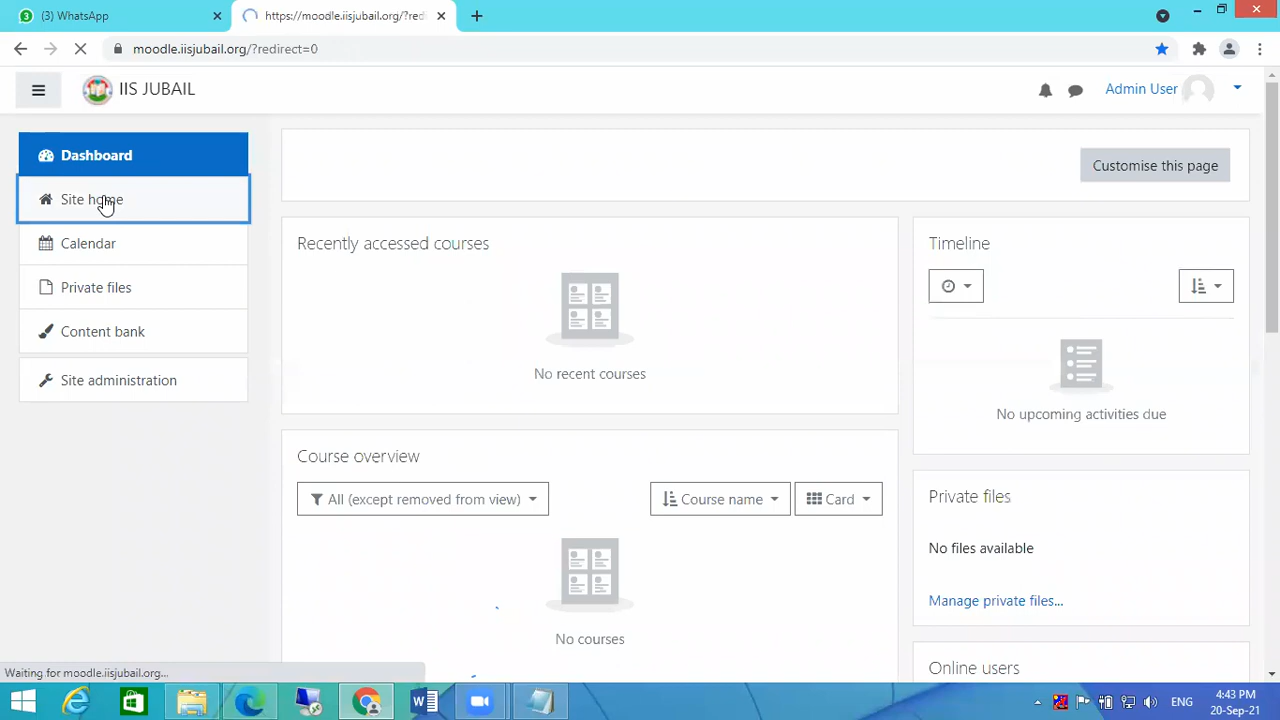 (3) WhatsApp
https://moodle.iisjubail.org/?red
moodle.iisjubail.org/?redirect=0
IIS JUBAIL
Admin User
Dashboard
Site home
Calendar
Private files
Content bank
Site administration
Customise this page
Recently accessed courses
No recent courses
Course overview
All (except removed from view)
Course name
Card
No courses
Timeline
No upcoming activities due
Private files
No files available
Manage private files...
Online users
Waiting for moodle.iisjubail.org...
ENG
4:43 PM
20-Sep-21